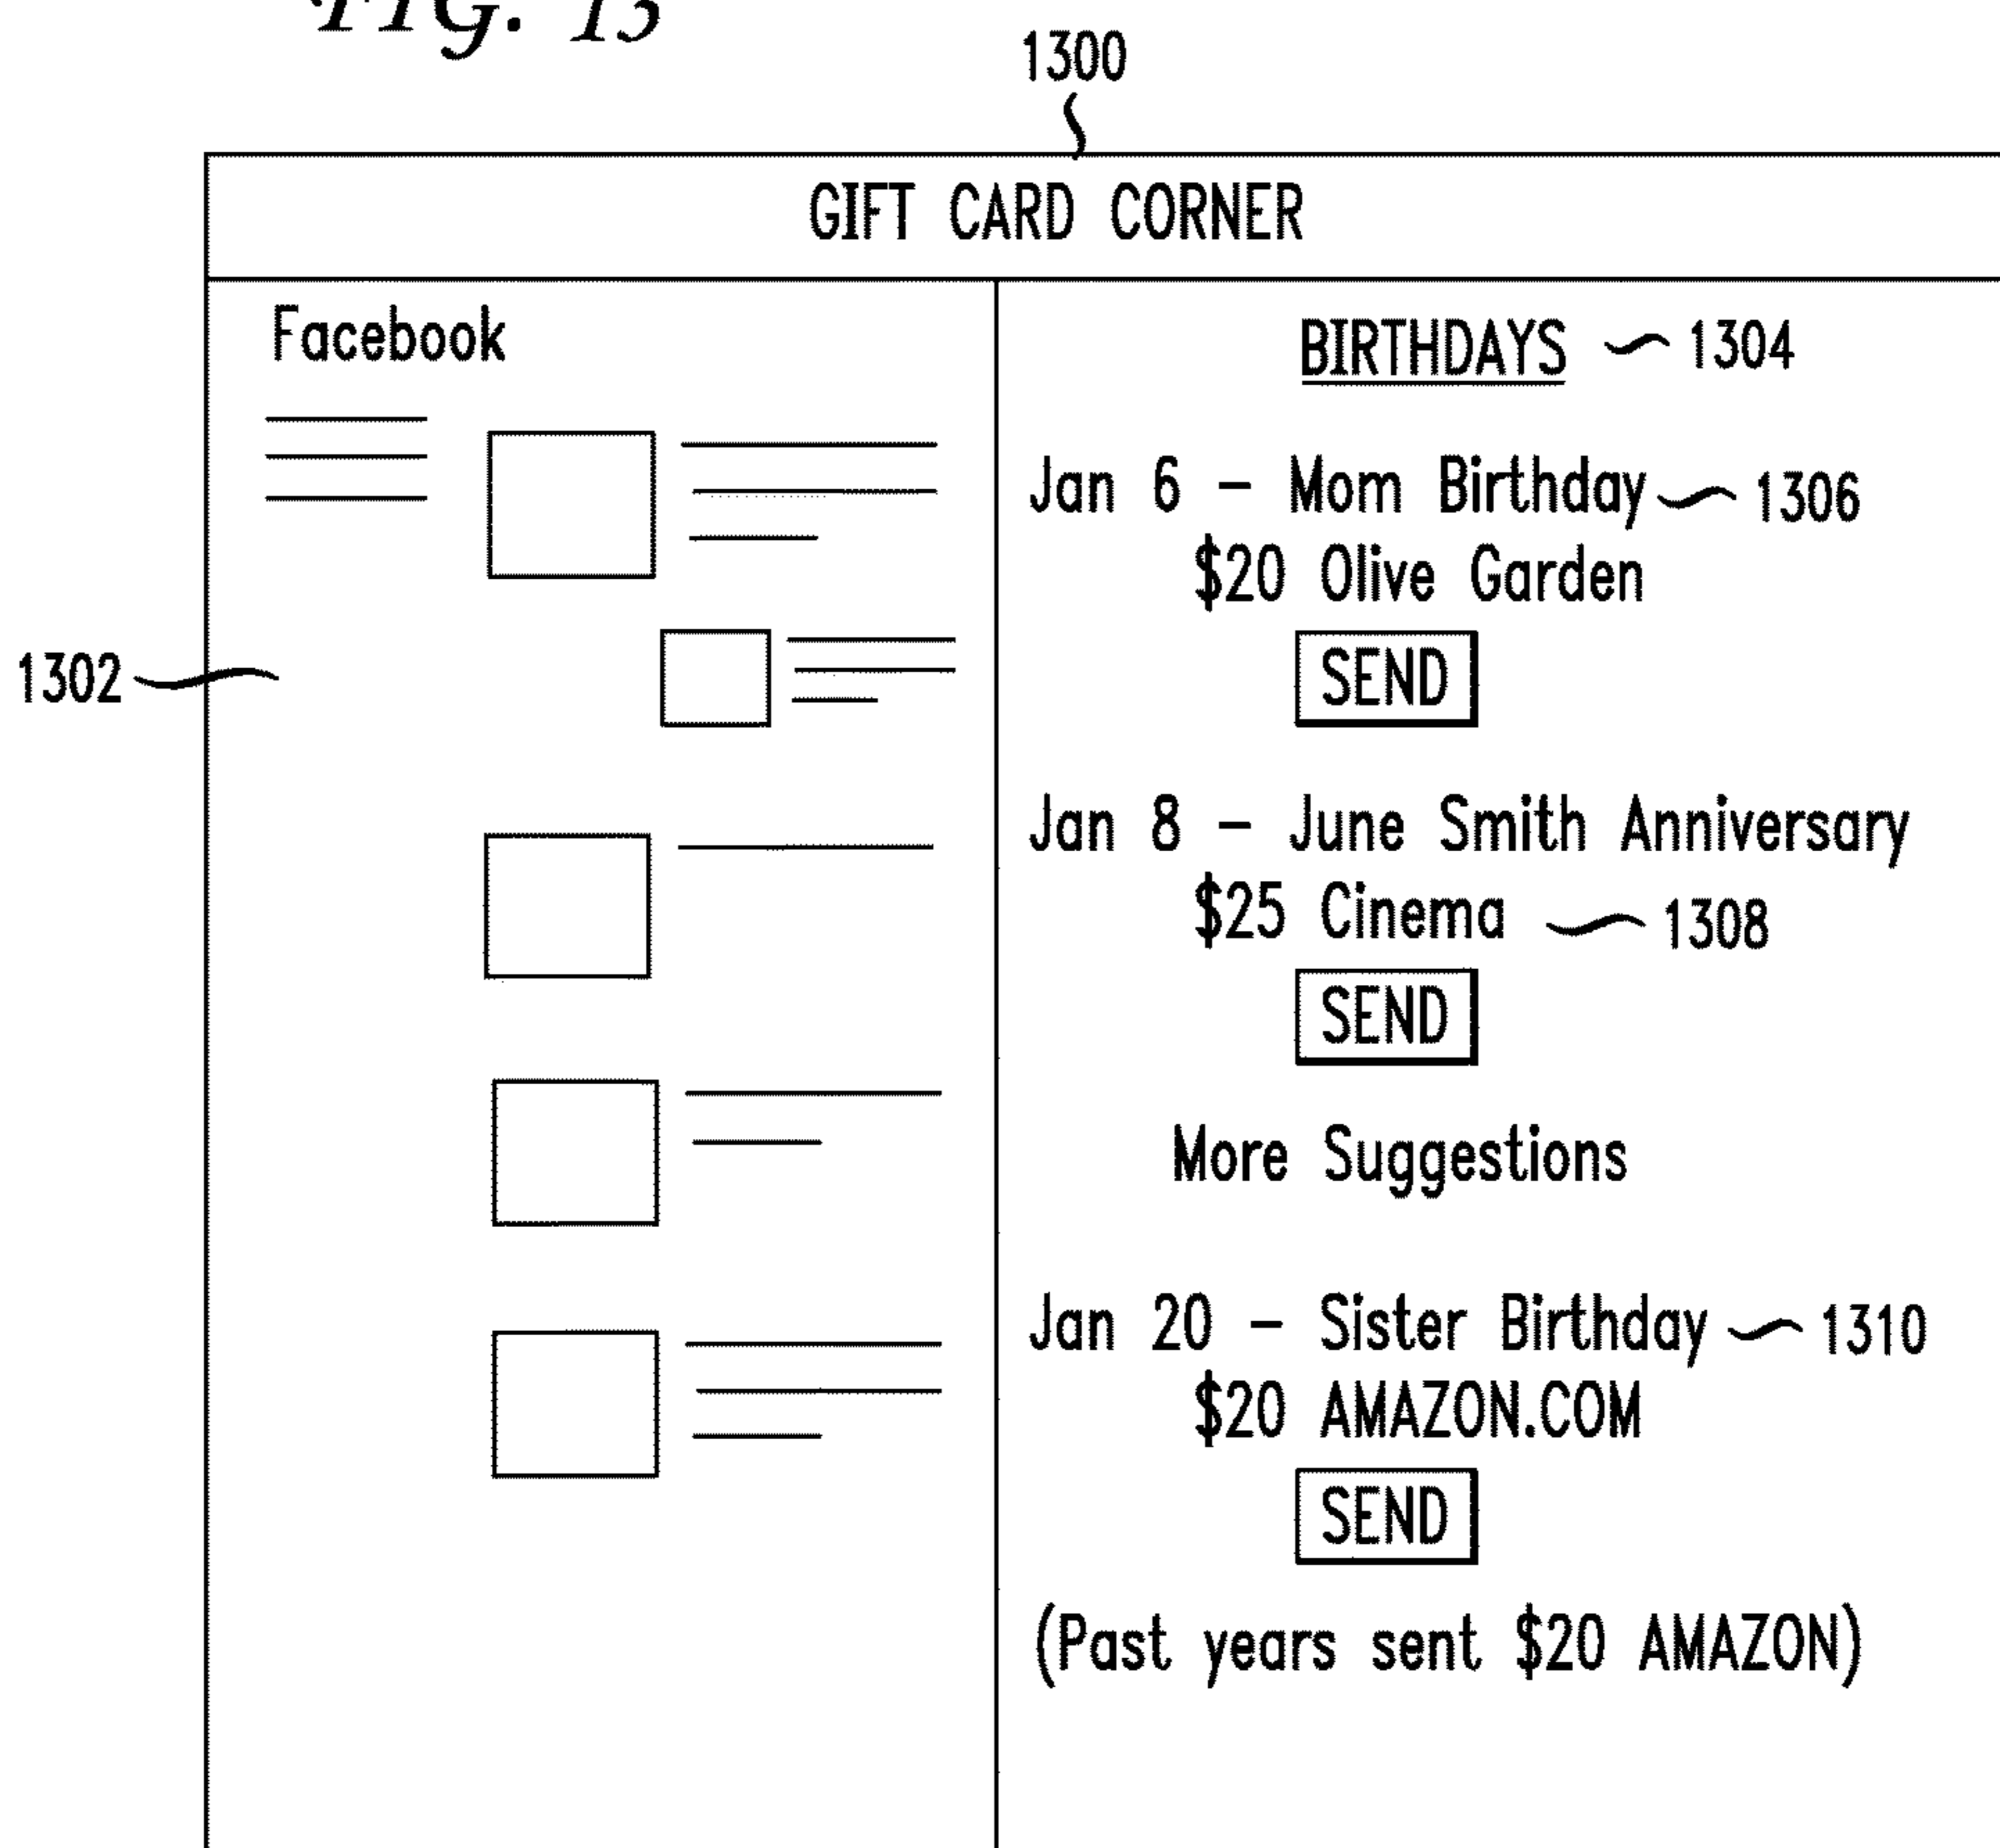 FIG. 13
1300
GIFT CARD CORNER
Facebook
1302
BIRTHDAYS 1304
Jan 6 - Mom Birthday 1306
$20 Olive Garden
SEND
Jan 8 - June Smith Anniversary
$25 Cinema 1308
SEND
More Suggestions
Jan 20 - Sister Birthday 1310
$20 AMAZON.COM
SEND
(Past years sent $20 AMAZON)